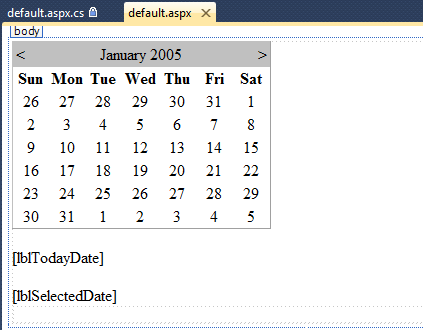 default.aspx.cs default.aspx ×
body
< January 2005 >
Sun Mon Tue Wed Thu Fri Sat
26 27 28 29 30 31 1
2 3 4 5 6 7 8
9 10 11 12 13 14 15
16 17 18 19 20 21 22
23 24 25 26 27 28 29
30 31 1 2 3 4 5
[lblTodayDate]
[lblSelectedDate]